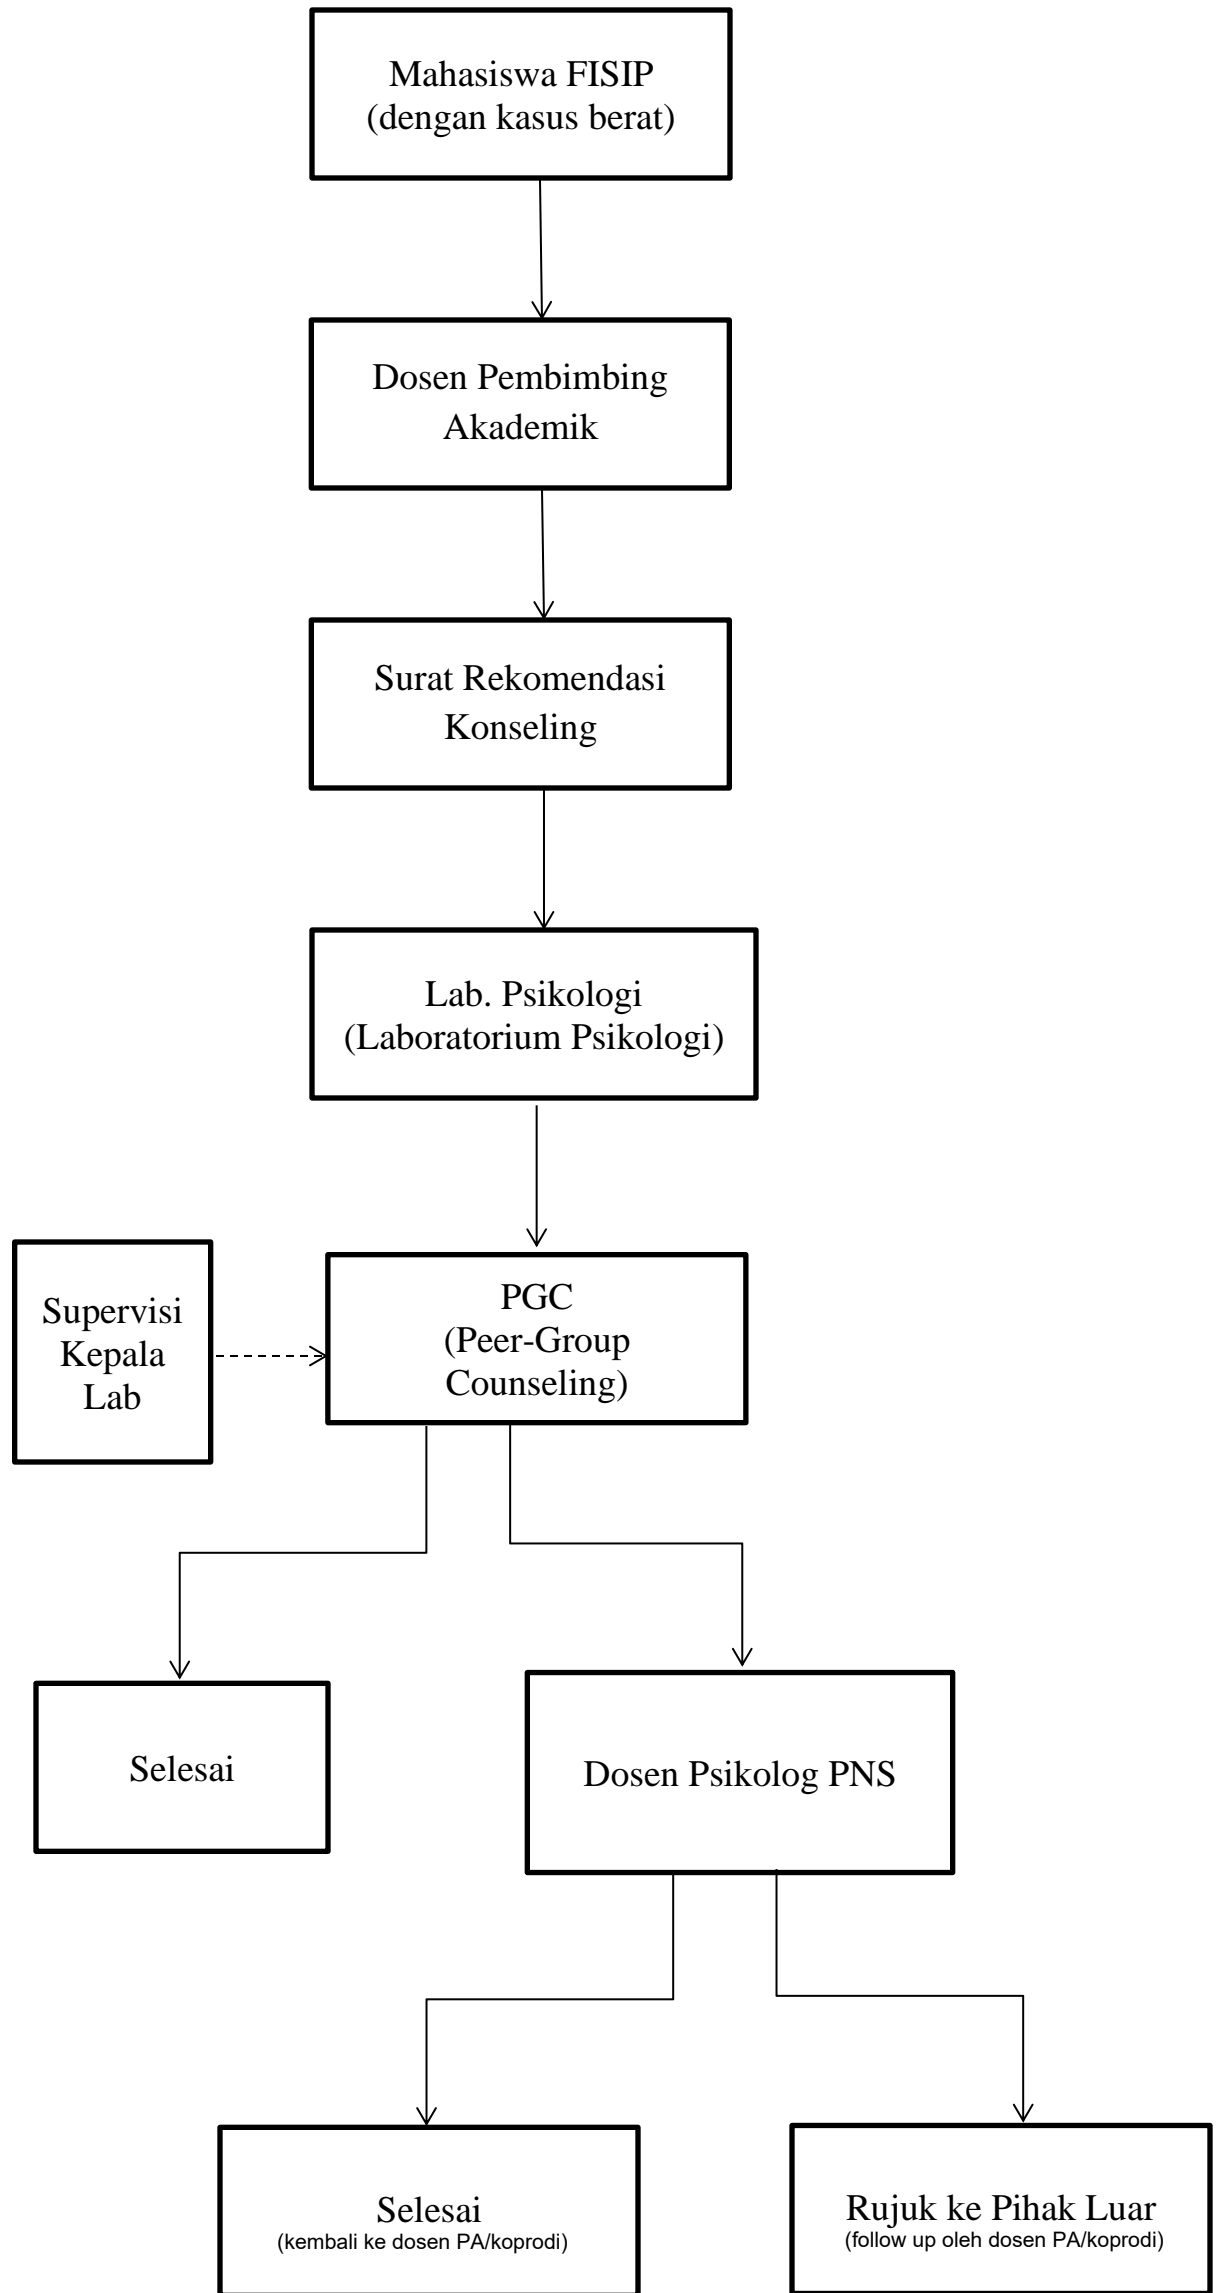 Mahasiswa FISIP
(dengan kasus berat)
Dosen Pembimbing
Akademik
Surat Rekomendasi
Konseling
Lab. Psikologi
(Laboratorium Psikologi)
Supervisi
Kepala
Lab
PGC
(Peer-Group
Counseling)
Selesai
Dosen Psikolog PNS
Selesai
(kembali ke dosen PA/koprodi)
Rujuk ke Pihak Luar
(follow up oleh dosen PA/koprodi)